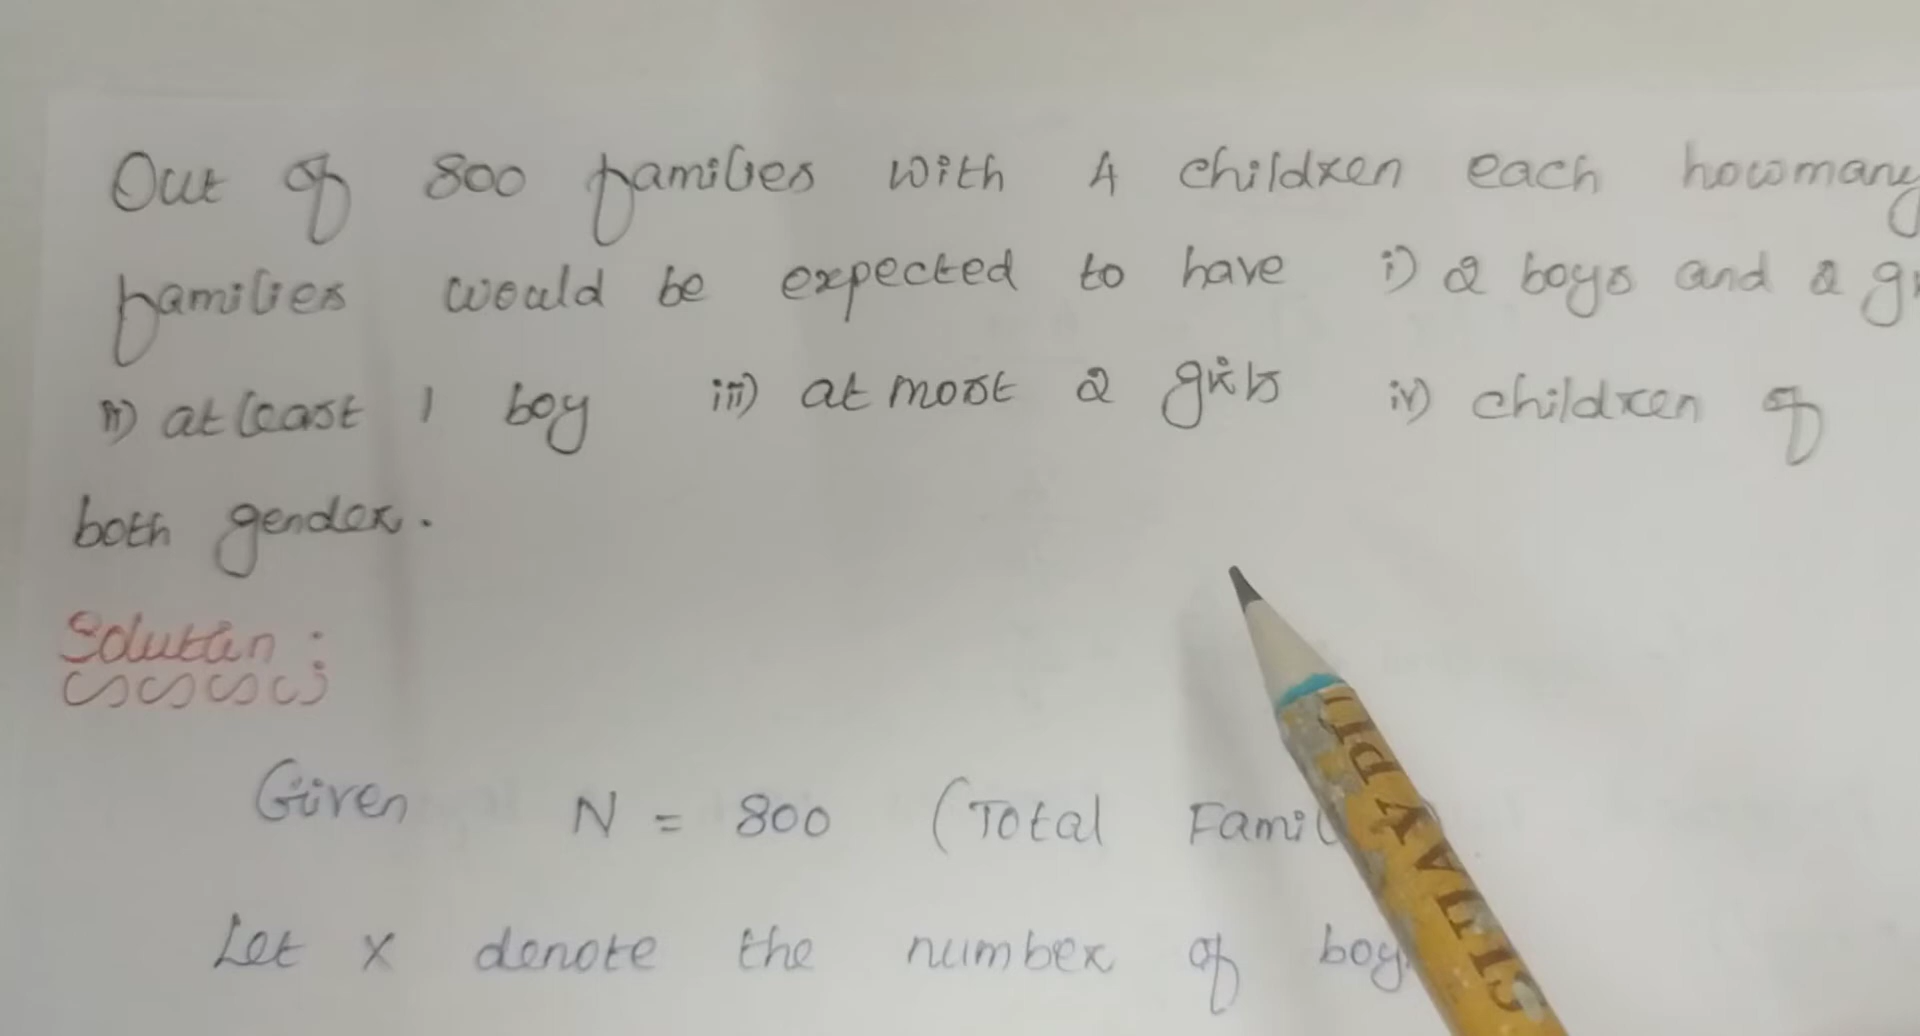 Out of 800 families with 4 children each howmany
families would be expected to have i) 2 boys and 2
ii) at least 1 boy iii) at most 2 girls iv) children of
both gender.
Solution :
Given N = 800 (Total
Let x denote the number of